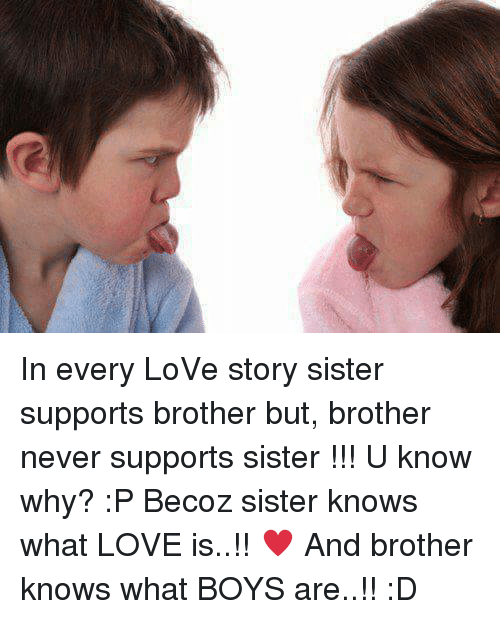 In every LoVe story sister
supports brother but, brother
never supports sister !!! U know
why? :P Becoz sister knows
what LOVE is..!! ♥ And brother
knows what BOYS are..!! :D